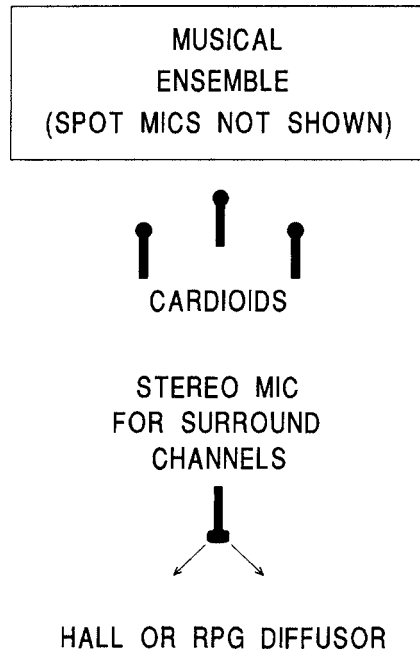 MUSICAL
ENSEMBLE
(SPOT MICS NOT SHOWN)
CARDIOIDS
STEREO MIC
FOR SURROUND
CHANNELS
HALL OR RPG DIFFUSOR